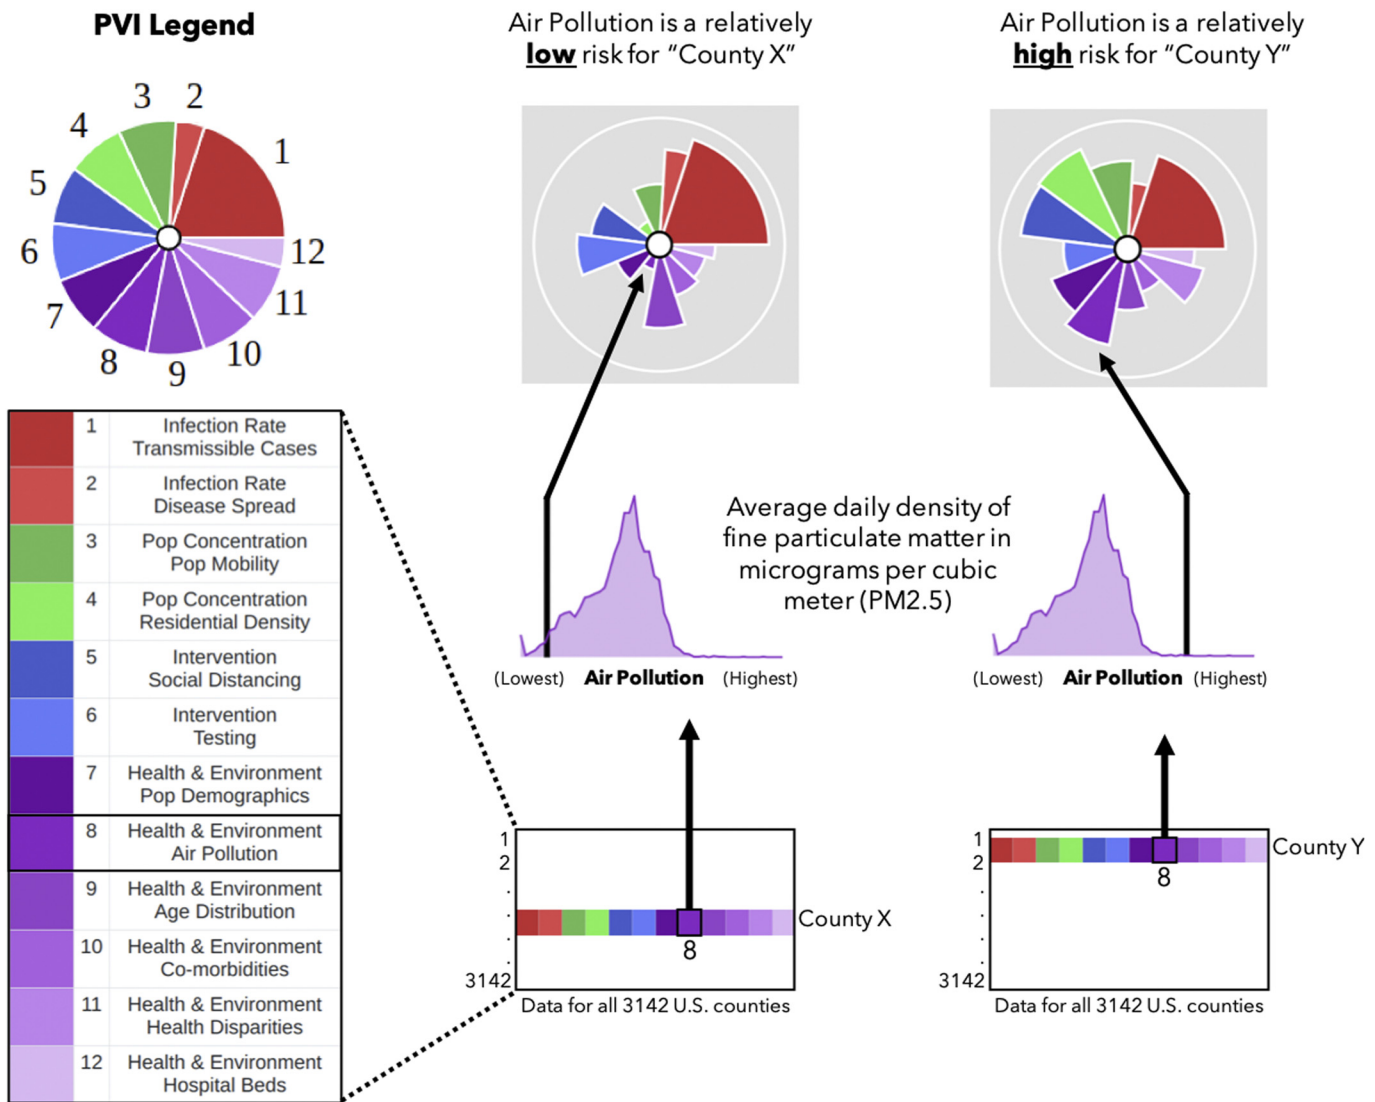 PVI Legend
1
2
3
4
5
6
7
8
9
10
11
12
1 Infection Rate
Transmissible Cases
2 Infection Rate
Disease Spread
3 Pop Concentration
Pop Mobility
4 Pop Concentration
Residential Density
5 Intervention
Social Distancing
6 Intervention
Testing
7 Health & Environment
Pop Demographics
8 Health & Environment
Air Pollution
9 Health & Environment
Age Distribution
10 Health & Environment
Co-morbidities
11 Health & Environment
Health Disparities
12 Health & Environment
Hospital Beds
Air Pollution is a relatively
low risk for “County X”
Air Pollution is a relatively
high risk for “County Y”
Average daily density of
fine particulate matter in
micrograms per cubic
meter (PM2.5)
(Lowest) Air Pollution (Highest)
(Lowest) Air Pollution (Highest)
1
2
.
.
.
.
3142
County X
8
Data for all 3142 U.S. counties
1
2
.
.
.
.
3142
County Y
8
Data for all 3142 U.S. counties